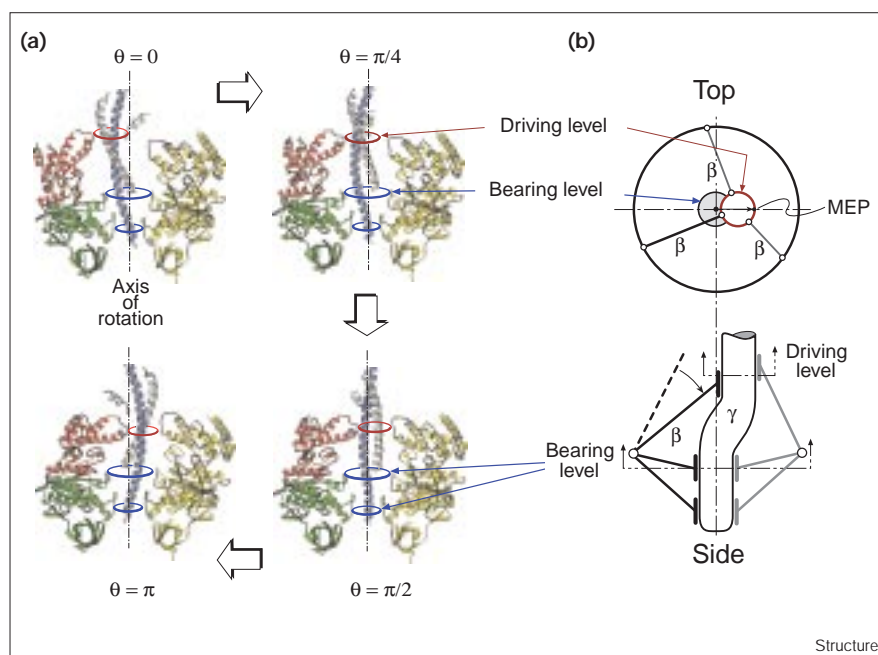 (a)
θ = 0
θ = π/4
Driving level
Bearing level
Axis
of
rotation
Bearing
level
θ = π
θ = π/2
(b)
Top
β
β
β
MEP
Driving
level
γ
β
Side
Structure